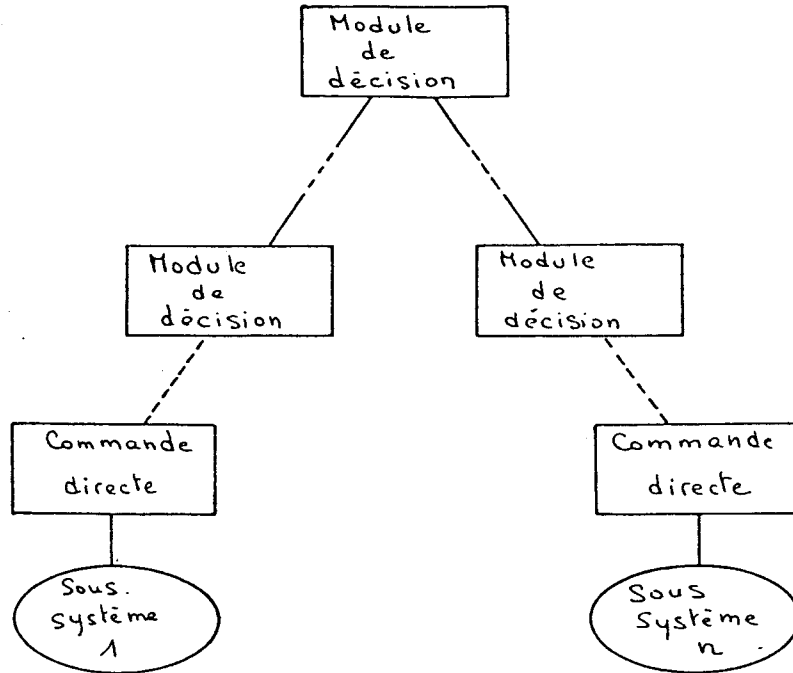 Module
de
décision
Module
de
décision
Module
de
décision
Commande
directe
Commande
directe
Sous.
système
1
Sous
système
n